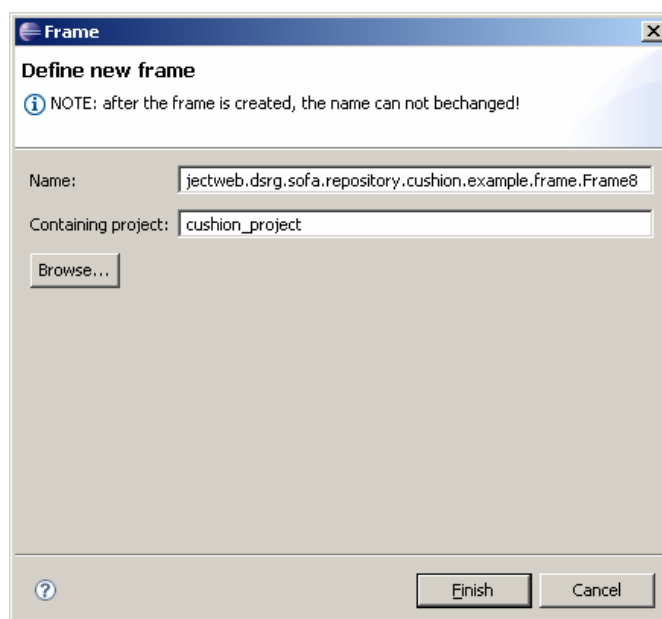 Frame
Define new frame
NOTE: after the frame is created, the name can not bechanged!
Name: jectweb.dsrg.sofa.repository.cushion.example.frame.Frame8
Containing project: cushion_project
Browse...
Finish Cancel